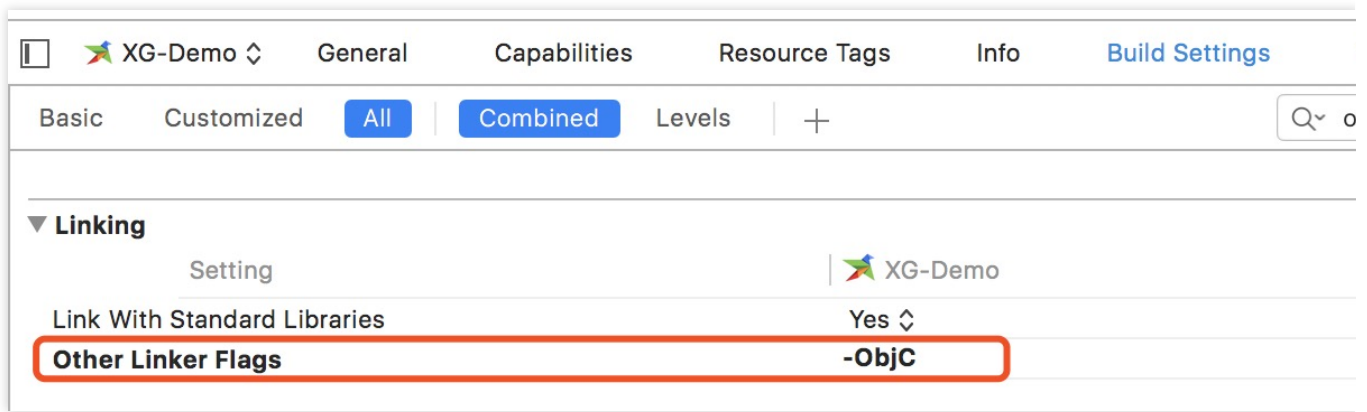 XG-Demo General Capabilities Resource Tags Info Build Settings
Basic Customized All Combined Levels + o
Linking
Setting XG-Demo
Link With Standard Libraries Yes
Other Linker Flags -ObjC